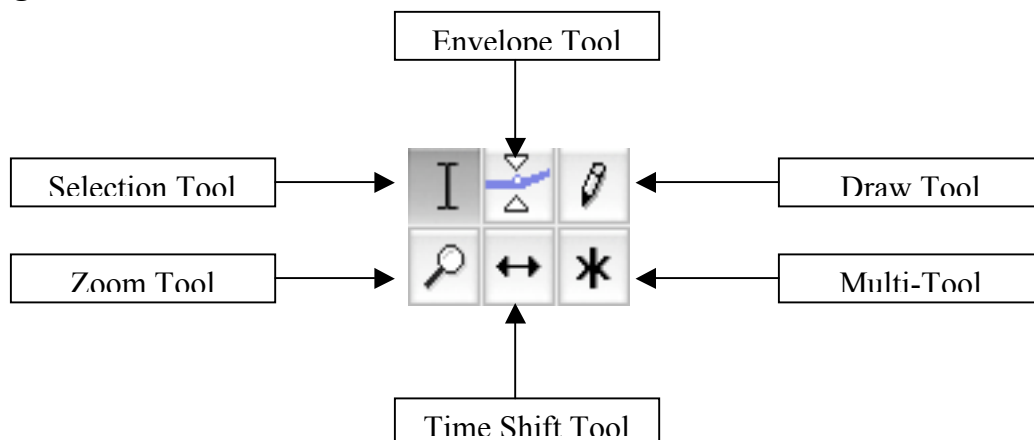 Envelope Tool
Selection Tool
Draw Tool
Zoom Tool
Multi-Tool
Time Shift Tool